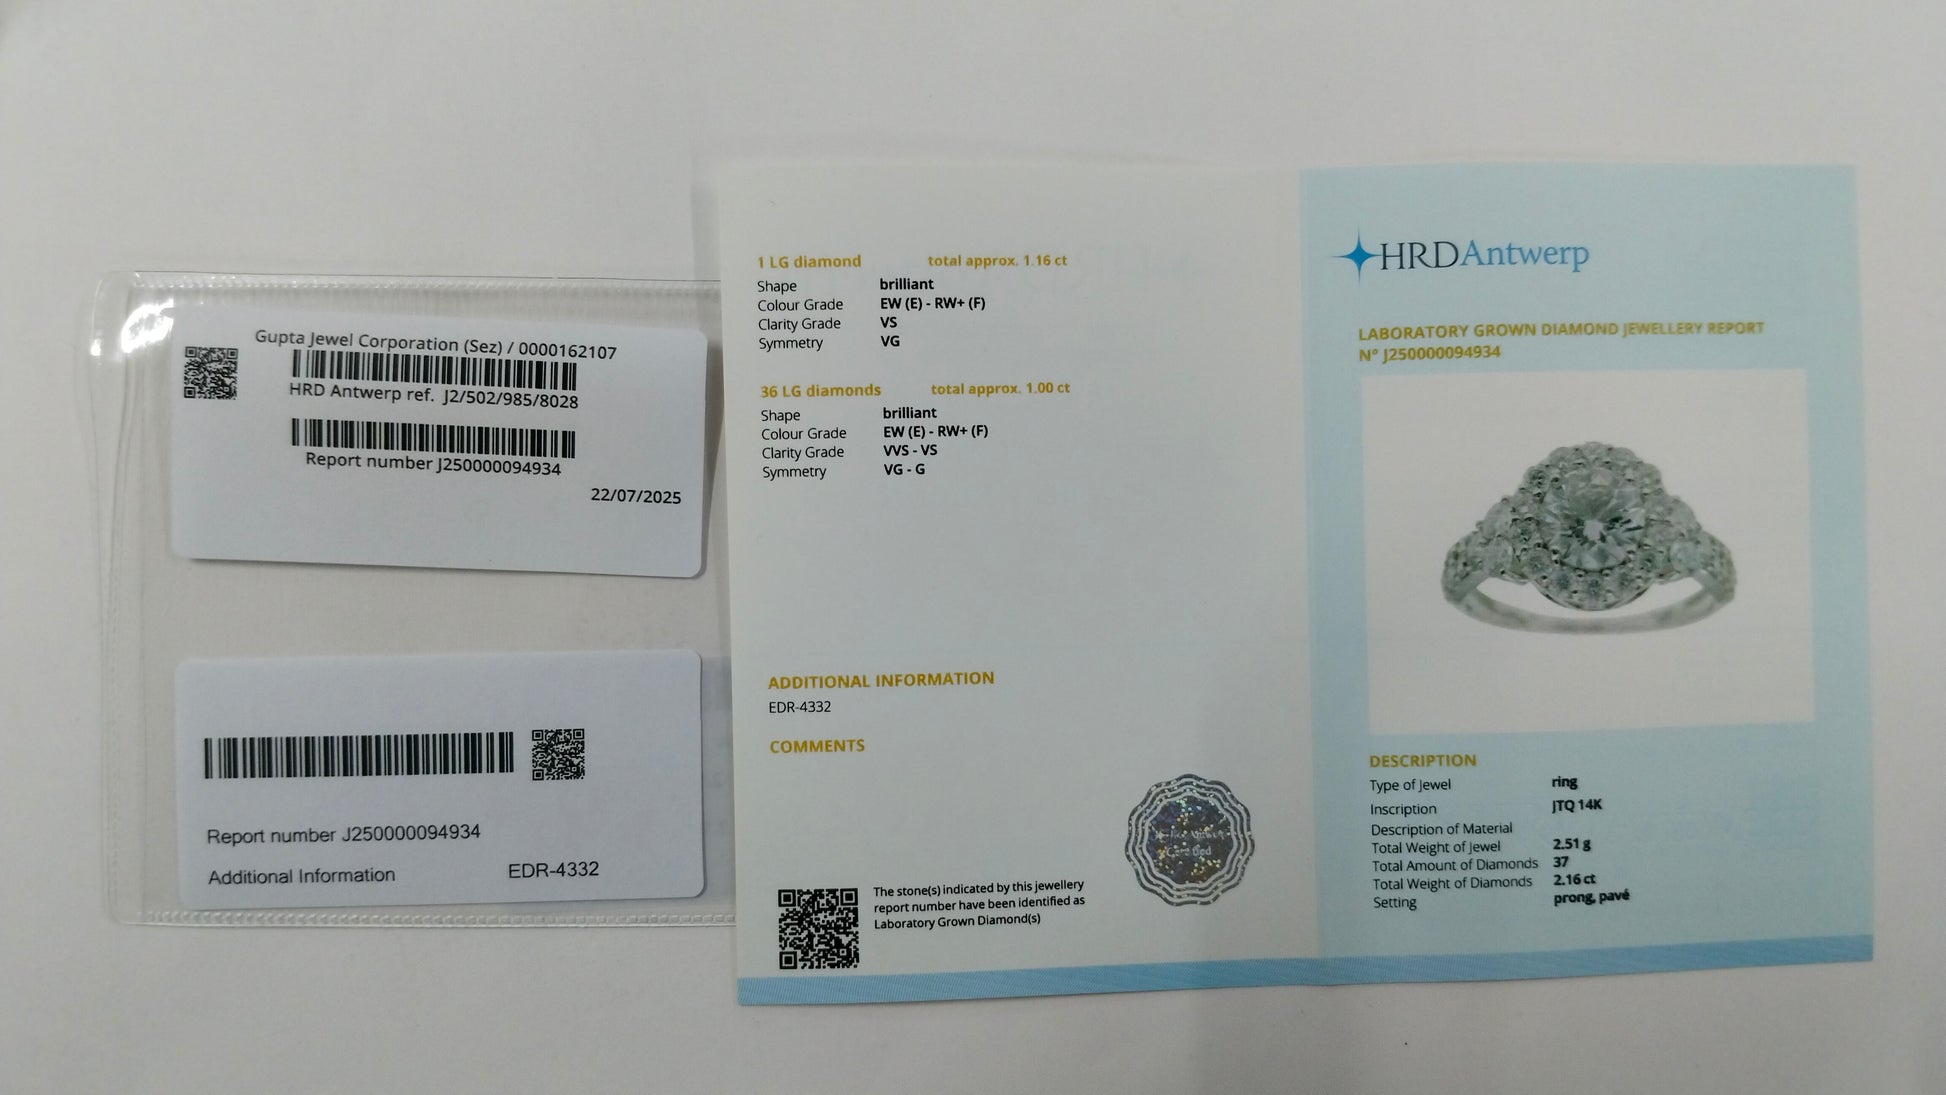 Gupta Jewel Corporation (Sez) / 0000162107
HRD Antwerp ref. J2/502/985/8028
Report number J250000094934
22/07/2025
Report number J250000094934
Additional Information EDR-4332
1 LG diamond total approx. 1.16 ct
Shape brilliant
Colour Grade EW (E) - RW+ (F)
Clarity Grade VS
Symmetry VG
36 LG diamonds total approx. 1.00 ct
Shape brilliant
Colour Grade EW (E) - RW+ (F)
Clarity Grade VVS - VS
Symmetry VG - G
ADDITIONAL INFORMATION
EDR-4332
COMMENTS
The stone(s) indicated by this jewellery
report number have been identified as
Laboratory Grown Diamond(s)
HRDAntwerp
LABORATORY GROWN DIAMOND JEWELLERY REPORT
N° J250000094934
DESCRIPTION
Type of Jewel ring
Inscription JTQ 14K
Description of Material
Total Weight of Jewel 2.51 g
Total Amount of Diamonds 37
Total Weight of Diamonds 2.16 ct
Setting prong, pavé